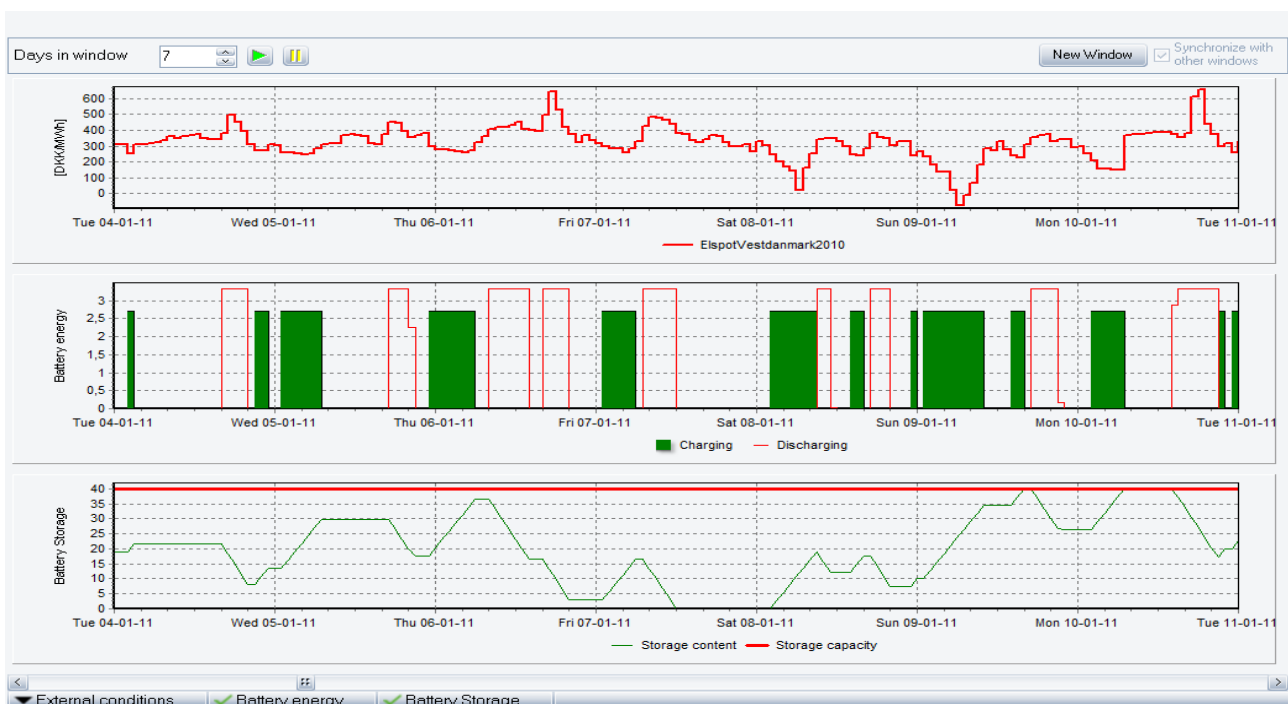 Days in window 7 New Window Synchronize with other windows
[DKK/MWh]
600
500
400
300
200
100
0
Tue 04-01-11 Wed 05-01-11 Thu 06-01-11 Fri 07-01-11 Sat 08-01-11 Sun 09-01-11 Mon 10-01-11 Tue 11-01-11
ElspotVestdanmark2010
Battery energy
3
2,5
2
1,5
1
0,5
0
Tue 04-01-11 Wed 05-01-11 Thu 06-01-11 Fri 07-01-11 Sat 08-01-11 Sun 09-01-11 Mon 10-01-11 Tue 11-01-11
Charging Discharging
Battery Storage
40
35
30
25
20
15
10
5
0
Tue 04-01-11 Wed 05-01-11 Thu 06-01-11 Fri 07-01-11 Sat 08-01-11 Sun 09-01-11 Mon 10-01-11 Tue 11-01-11
Storage content Storage capacity
External conditions Battery energy Battery Storage